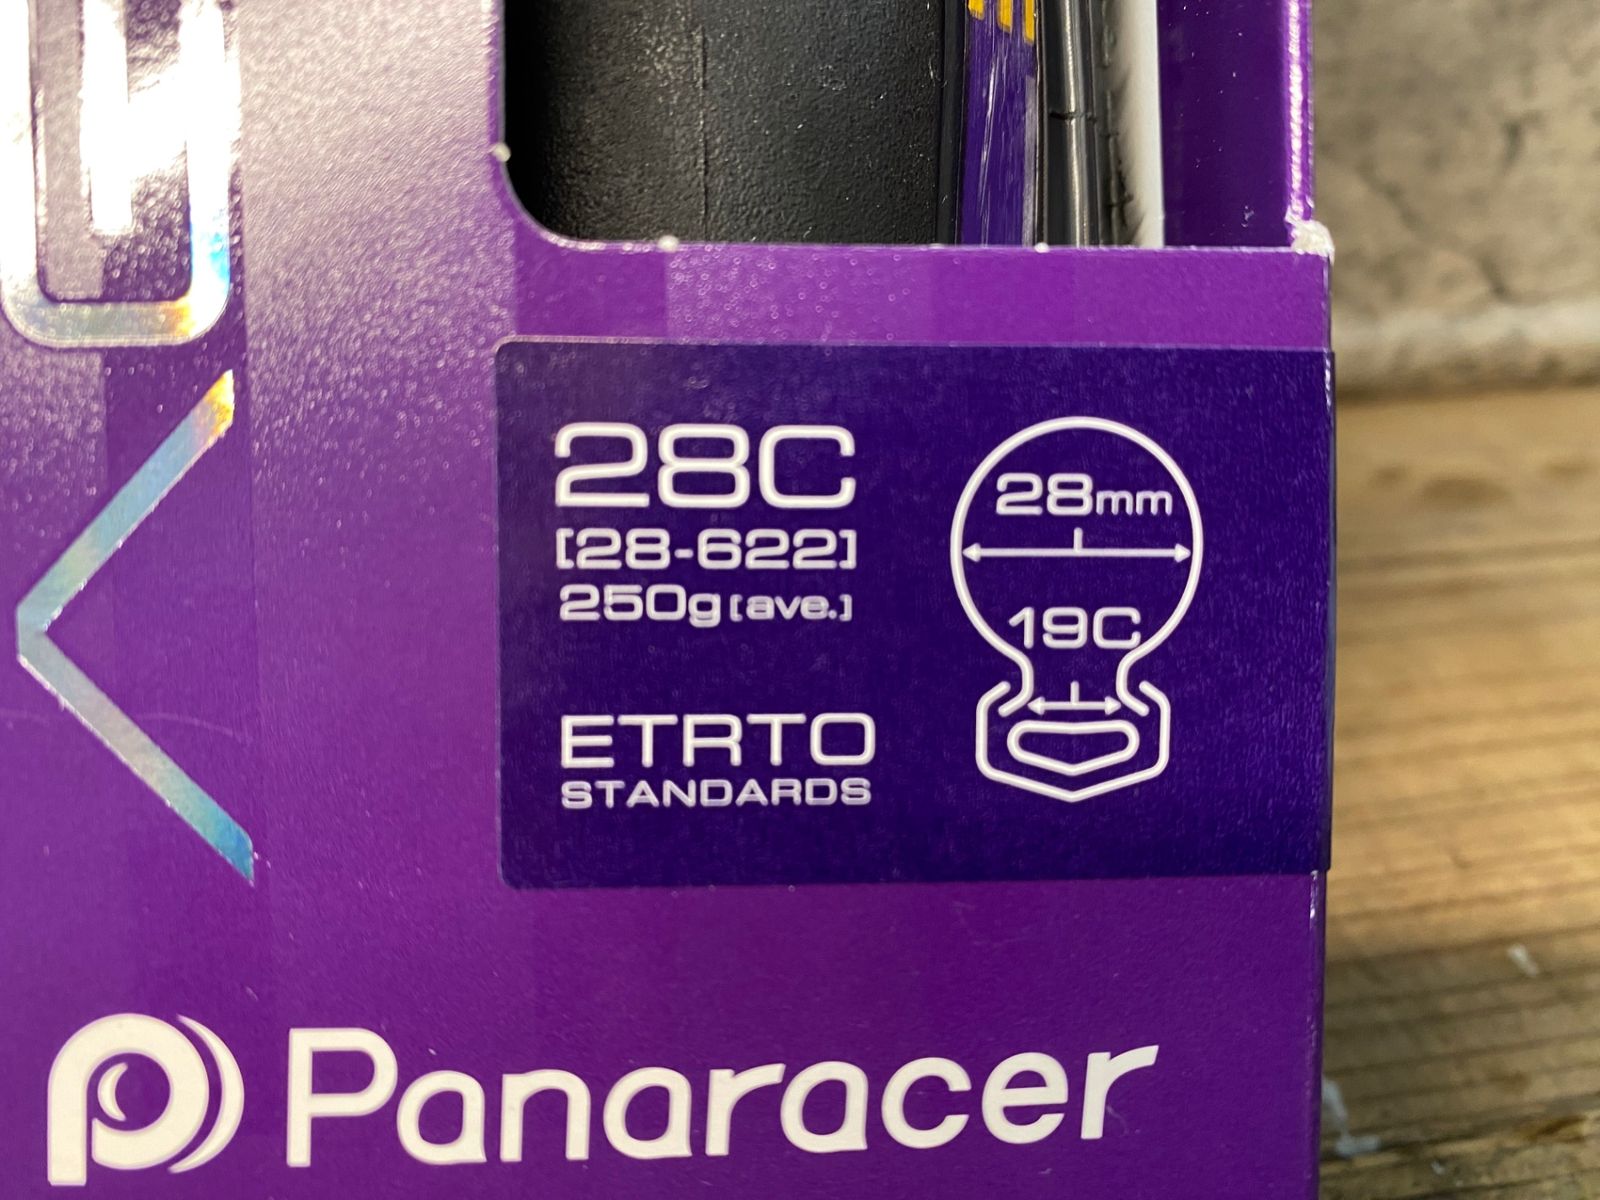 28C
[28-622]
250g [ave.]
ETRTO
STANDARDS
28mm
19C
Panaracer